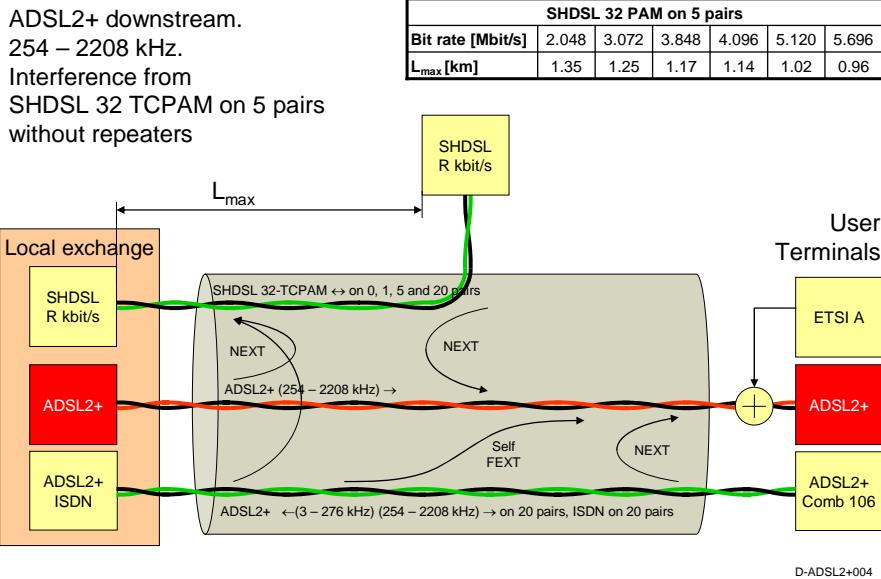 ADSL2+ downstream.
254 – 2208 kHz.
Interference from
SHDSL 32 TCPAM on 5 pairs
without repeaters
SHDSL 32 PAM on 5 pairs
Bit rate [Mbit/s] 2.048 3.072 3.848 4.096 5.120 5.696
Lmax [km] 1.35 1.25 1.17 1.14 1.02 0.96
SHDSL
R kbit/s
Lmax
User
Terminals
Local exchange
SHDSL
R kbit/s
SHDSL 32-TCPAM ↔ on 0, 1, 5 and 20 pairs
ETSI A
NEXT
NEXT
ADSL2+ (254 – 2208 kHz) →
ADSL2+
ADSL2+
Self
FEXT
NEXT
ADSL2+
ISDN
ADSL2+
Comb 106
ADSL2+ ←(3 – 276 kHz) (254 – 2208 kHz) → on 20 pairs, ISDN on 20 pairs
D-ADSL2+004